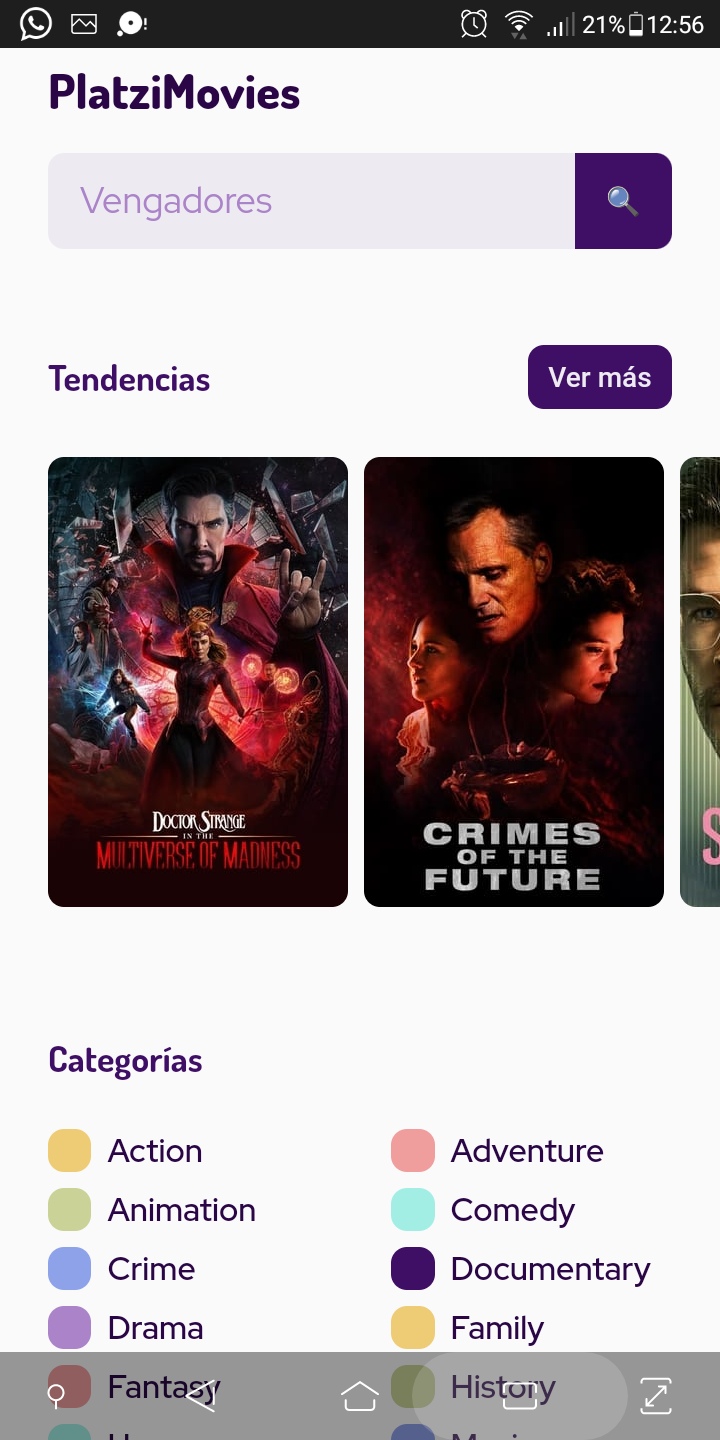 21% 12:56
PlatziMovies
Vengadores
Tendencias
Ver más
DOCTOR STRANGE
IN THE
MULTIVERSE OF MADNESS
CRIMES
OF THE
FUTURE
S
Categorías
Action
Adventure
Animation
Comedy
Crime
Documentary
Drama
Family
Fantasy
History